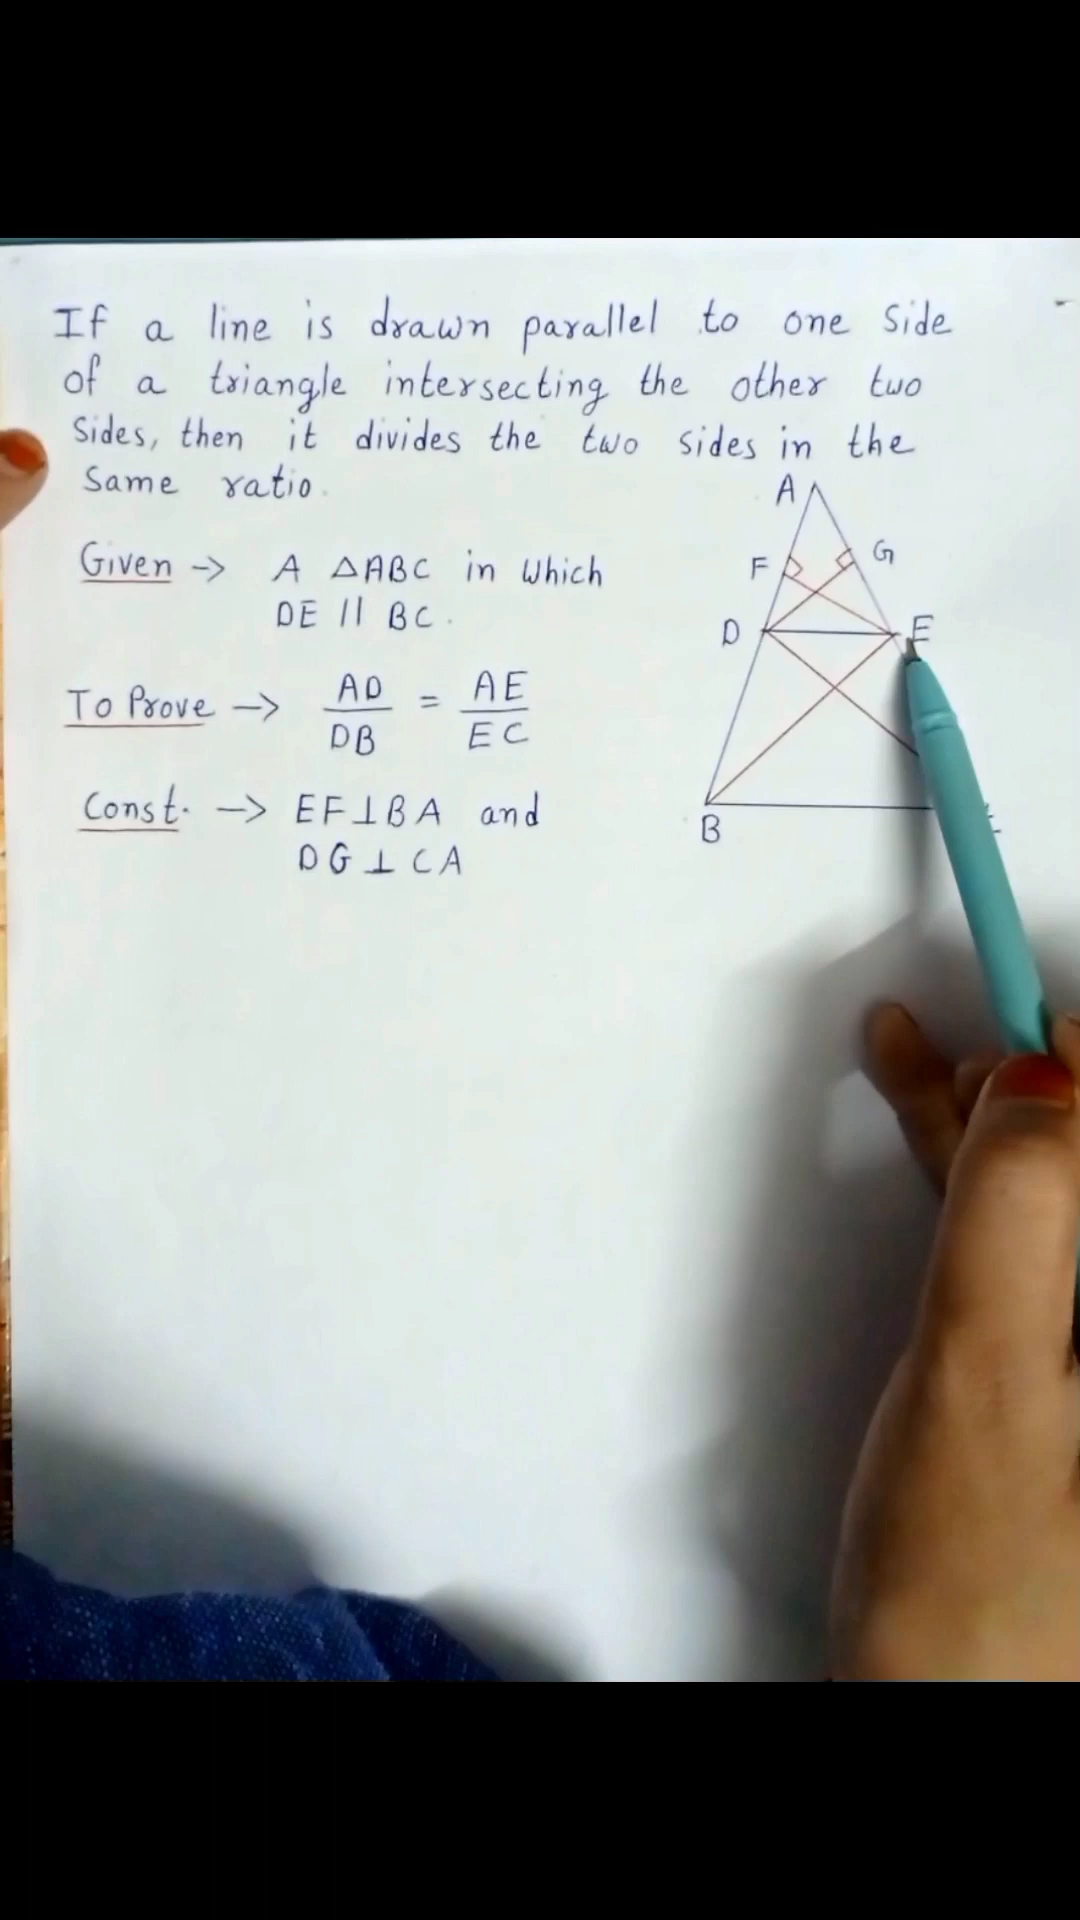 If a line is drawn parallel to one side
of a triangle intersecting the other two
sides, then it divides the two sides in the
same ratio.
Given -> A △ABC in which
DE || BC.
To Prove -> AD/DB = AE/EC
Const. -> EF⊥BA and
DG⊥CA
A
F G
D E
B